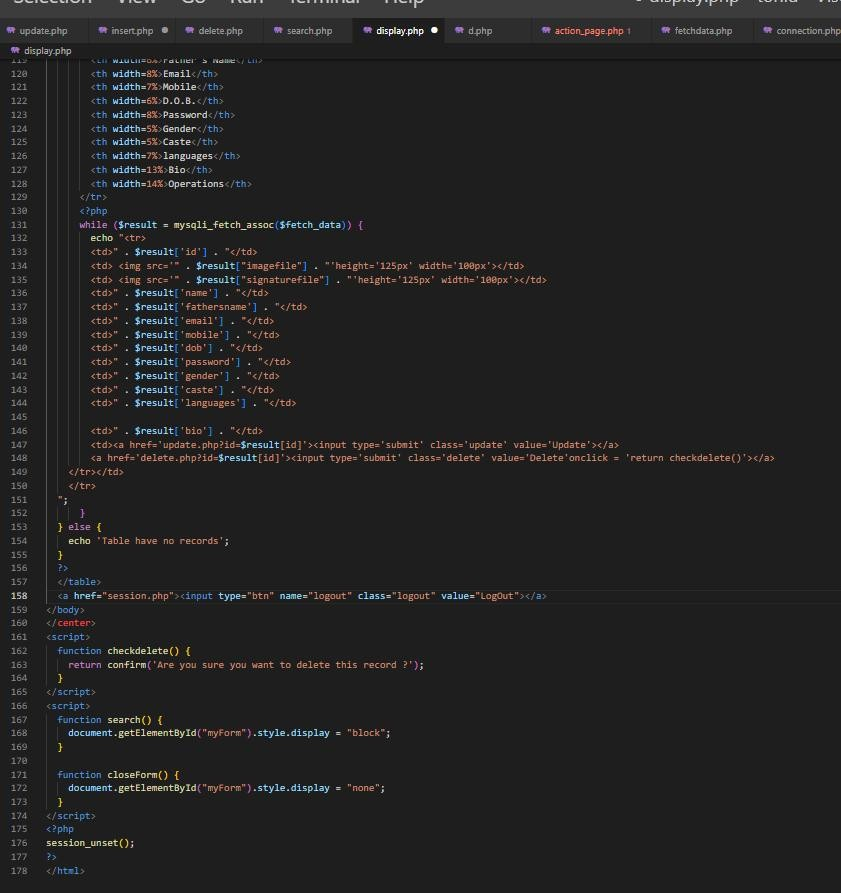 Selection View Go Run Terminal Help display.php
update.php insert.php delete.php search.php display.php d.php action_page.php 1 fetchdata.php connection.php
display.php
119 <th width=6%>Father's Name</th>
120 <th width=8%>Email</th>
121 <th width=7%>Mobile</th>
122 <th width=6%>D.O.B.</th>
123 <th width=8%>Password</th>
124 <th width=5%>Gender</th>
125 <th width=5%>Caste</th>
126 <th width=7%>languages</th>
127 <th width=13%>Bio</th>
128 <th width=14%>Operations</th>
129 </tr>
130 <?php
131 while ($result = mysqli_fetch_assoc($fetch_data)) {
132 echo "<tr>
133 <td>" . $result['id'] . "</td>
134 <td> <img src='" . $result["imagefile"] . "'height='125px' width='100px'></td>
135 <td> <img src='" . $result["signaturefile"] . "'height='125px' width='100px'></td>
136 <td>" . $result['name'] . "</td>
137 <td>" . $result['fathersname'] . "</td>
138 <td>" . $result['email'] . "</td>
139 <td>" . $result['mobile'] . "</td>
140 <td>" . $result['dob'] . "</td>
141 <td>" . $result['password'] . "</td>
142 <td>" . $result['gender'] . "</td>
143 <td>" . $result['caste'] . "</td>
144 <td>" . $result['languages'] . "</td>
145
146 <td>" . $result['bio'] . "</td>
147 <td><a href='update.php?id=$result[id]'><input type='submit' class='update' value='Update'></a>
148 <a href='delete.php?id=$result[id]'><input type='submit' class='delete' value='Delete'onclick = 'return checkdelete()'></a>
149 </tr></td>
150 </tr>
151 ";
152 }
153 } else {
154 echo 'Table have no records';
155 }
156 ?>
157 </table>
158 <a href="session.php"><input type="btn" name="logout" class="logout" value="LogOut"></a>
159 </body>
160 </center>
161 <script>
162 function checkdelete() {
163 return confirm('Are you sure you want to delete this record ?');
164 }
165 </script>
166 <script>
167 function search() {
168 document.getElementById("myForm").style.display = "block";
169 }
170
171 function closeForm() {
172 document.getElementById("myForm").style.display = "none";
173 }
174 </script>
175 <?php
176 session_unset();
177 ?>
178 </html>